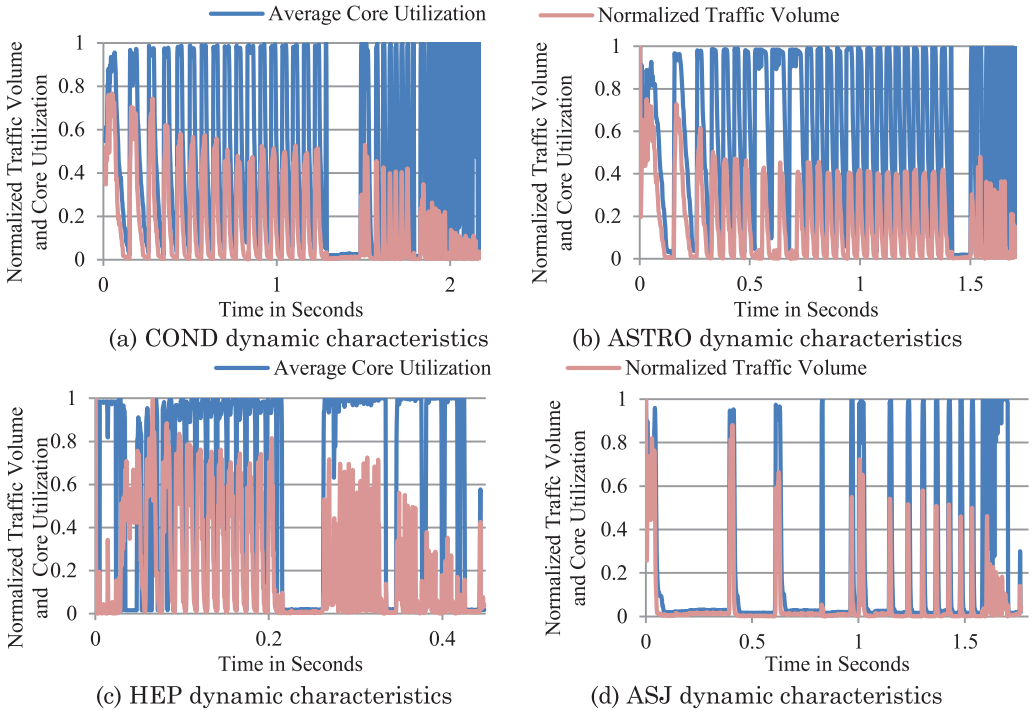 Average Core Utilization
Normalized Traffic Volume
Normalized Traffic Volume
and Core Utilization
1
0.8
0.6
0.4
0.2
0
0
1
2
Time in Seconds
(a) COND dynamic characteristics
Normalized Traffic Volume
and Core Utilization
1
0.8
0.6
0.4
0.2
0
0
0.5
1
1.5
Time in Seconds
(b) ASTRO dynamic characteristics
Average Core Utilization
Normalized Traffic Volume
Normalized Traffc Volume
and Core Utilization
1
0.8
0.6
0.4
0.2
0
0
0.2
0.4
Time in Seconds
(c) HEP dynamic characteristics
Normalized Traffic Volume
and Core Utilization
1
0.8
0.6
0.4
0.2
0
0
0.5
1
1.5
Time in Seconds
(d) ASJ dynamic characteristics